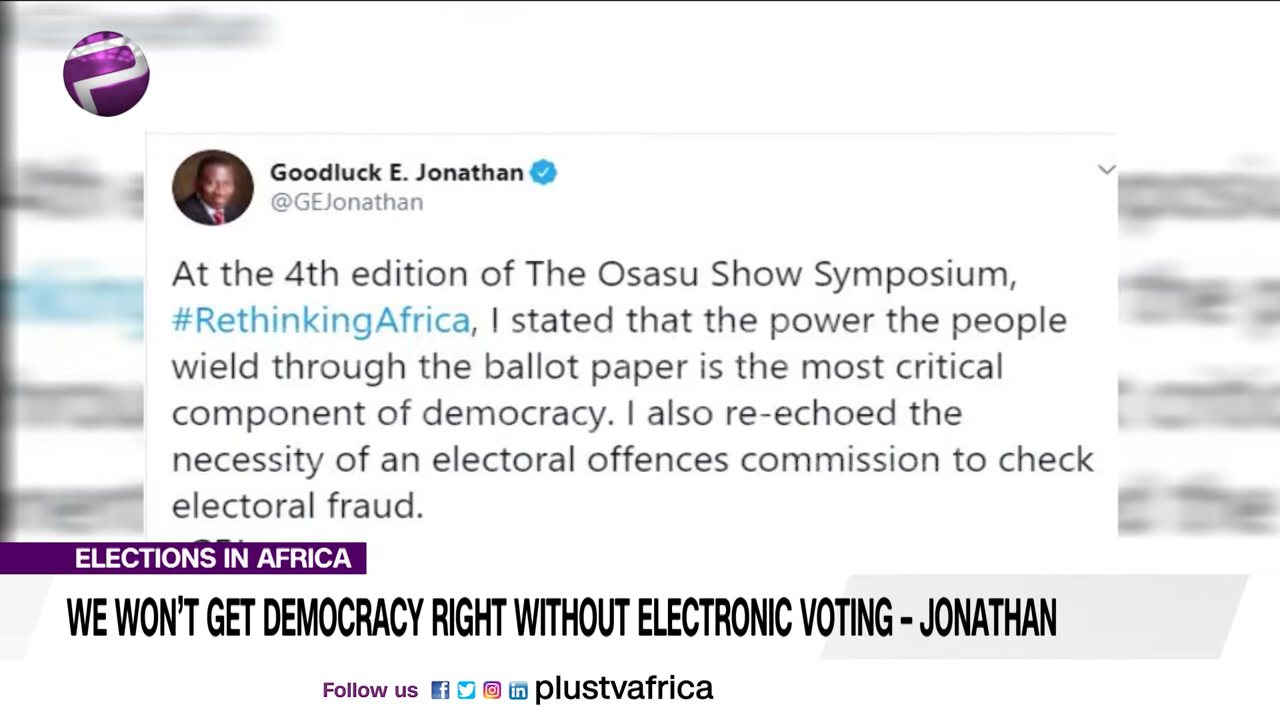 Goodluck E. Jonathan
@GEJonathan
At the 4th edition of The Osasu Show Symposium,
#RethinkingAfrica, I stated that the power the people
wield through the ballot paper is the most critical
component of democracy. I also re-echoed the
necessity of an electoral offences commission to check
electoral fraud.
ELECTIONS IN AFRICA
WE WON'T GET DEMOCRACY RIGHT WITHOUT ELECTRONIC VOTING – JONATHAN
Follow us plustvafrica